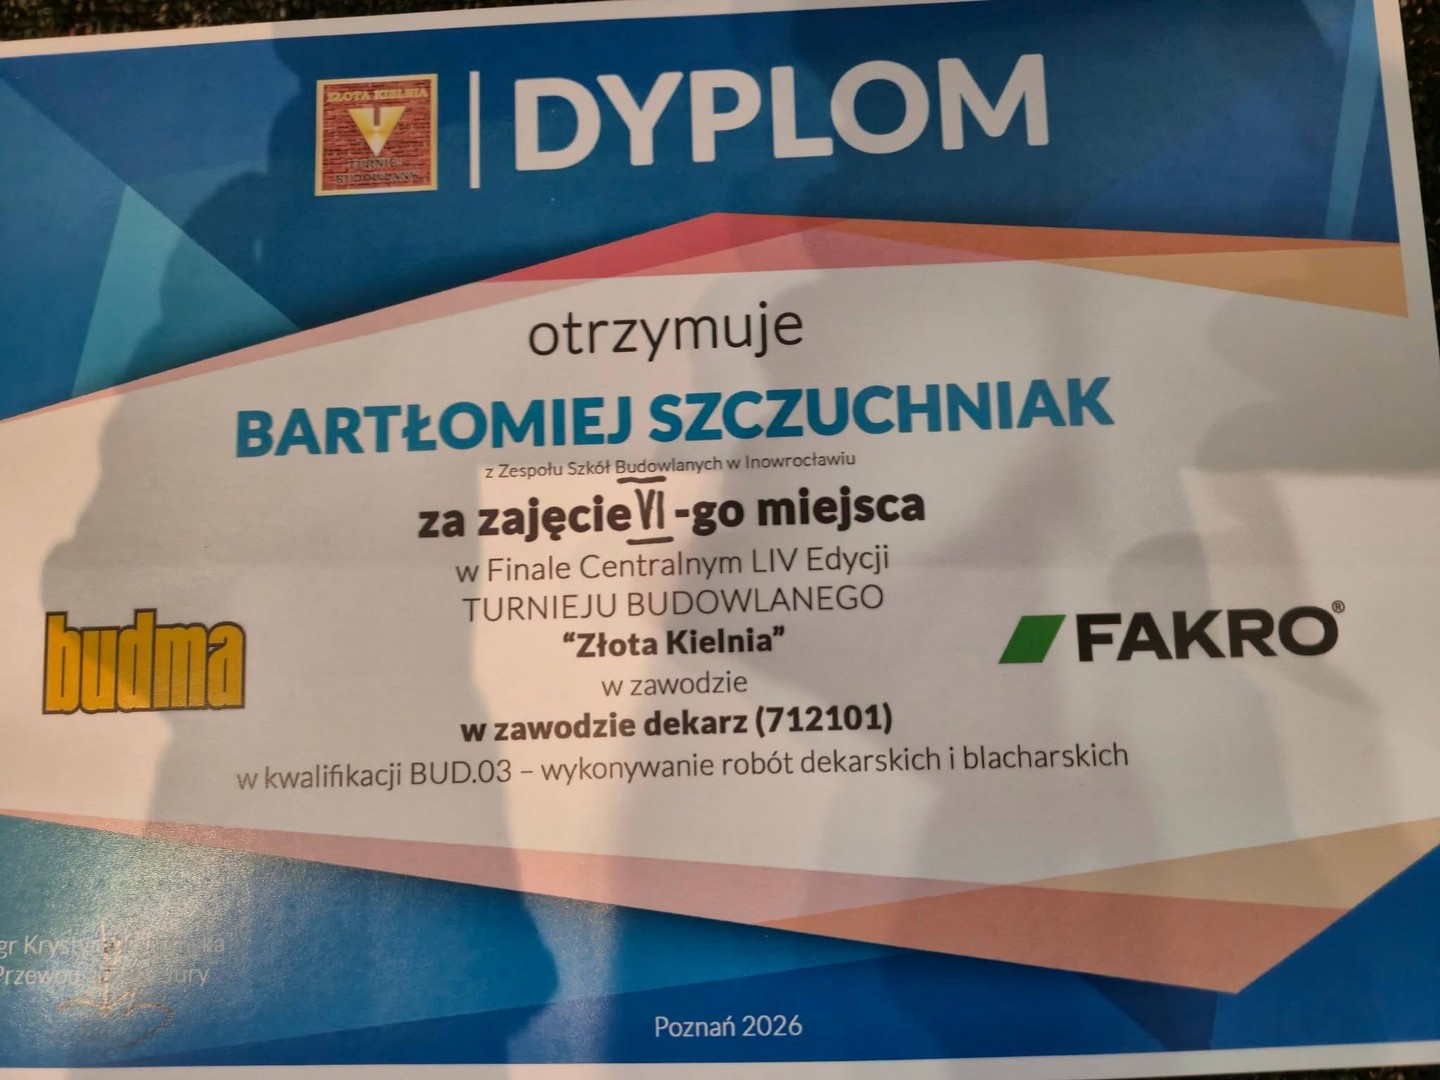 ZŁOTA KIELNIA
TURNIEJ
BUDOWLANY
DYPLOM
otrzymuje
BARTŁOMIEJ SZCZUCHNIAK
z Zespołu Szkół Budowlanych w Inowrocławiu
za zajęcie VI -go miejsca
w Finale Centralnym LIV Edycji
TURNIEJU BUDOWLANEGO
“Złota Kielnia”
w zawodzie
w zawodzie dekarz (712101)
w kwalifikacji BUD.03 – wykonywanie robót dekarskich i blacharskich
budma
FAKRO®
Poznań 2026